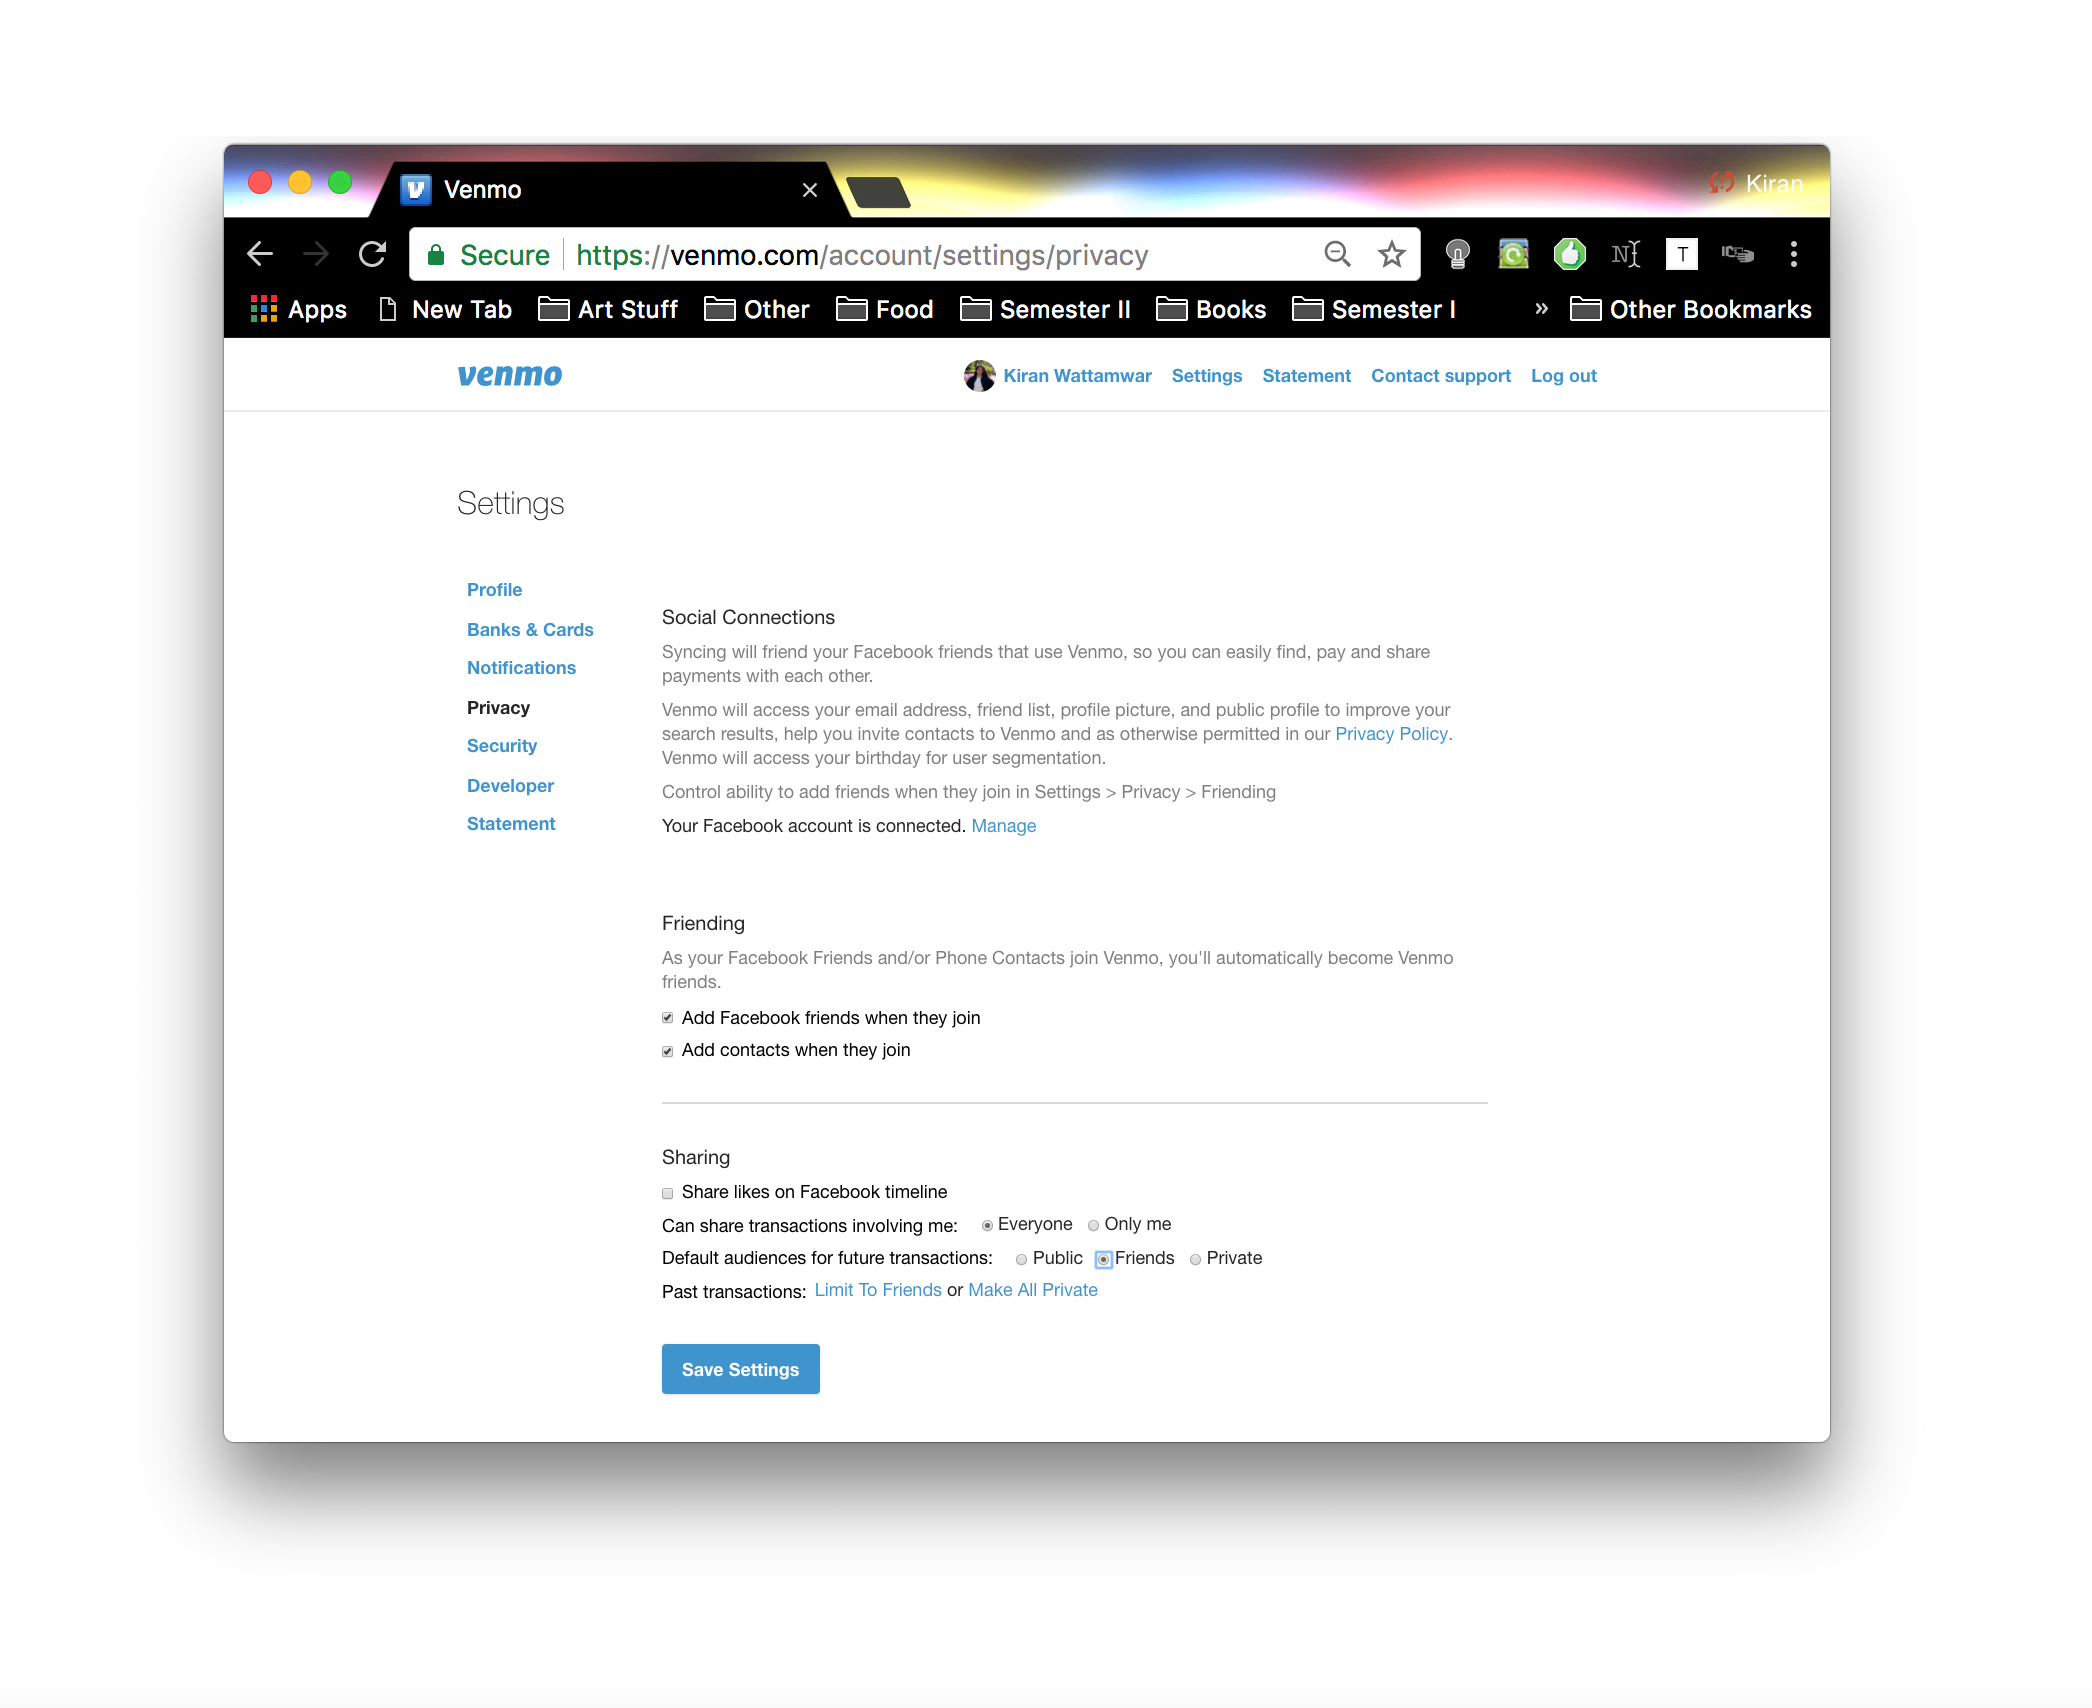 Venmo
Kiran
Secure https://venmo.com/account/settings/privacy
T
Apps New Tab Art Stuff Other Food Semester II Books Semester I » Other Bookmarks
venmo Kiran Wattamwar Settings Statement Contact support Log out
Settings
Profile
Banks & Cards
Notifications
Privacy
Security
Developer
Statement
Social Connections
Syncing will friend your Facebook friends that use Venmo, so you can easily find, pay and share
payments with each other.
Venmo will access your email address, friend list, profile picture, and public profile to improve your
search results, help you invite contacts to Venmo and as otherwise permitted in our Privacy Policy.
Venmo will access your birthday for user segmentation.
Control ability to add friends when they join in Settings > Privacy > Friending
Your Facebook account is connected. Manage
Friending
As your Facebook Friends and/or Phone Contacts join Venmo, you'll automatically become Venmo
friends.
Add Facebook friends when they join
Add contacts when they join
Sharing
Share likes on Facebook timeline
Can share transactions involving me: Everyone Only me
Default audiences for future transactions: Public Friends Private
Past transactions: Limit To Friends or Make All Private
Save Settings